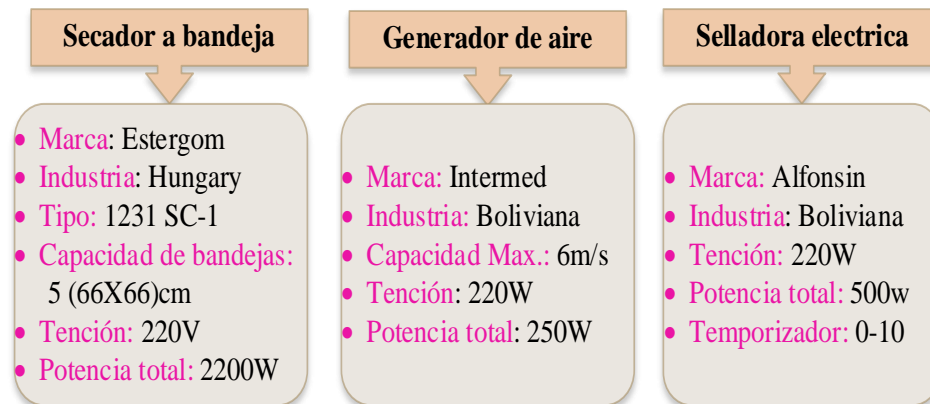 Secador a bandeja
Marca: Estergom
Industria: Hungary
Tipo: 1231 SC-1
Capacidad de bandejas:
5 (66X66)cm
Tención: 220V
Potencia total: 2200W
Generador de aire
Marca: Intermed
Industria: Boliviana
Capacidad Max.: 6m/s
Tención: 220W
Potencia total: 250W
Selladora electrica
Marca: Alfonsin
Industria: Boliviana
Tención: 220W
Potencia total: 500w
Temporizador: 0-10